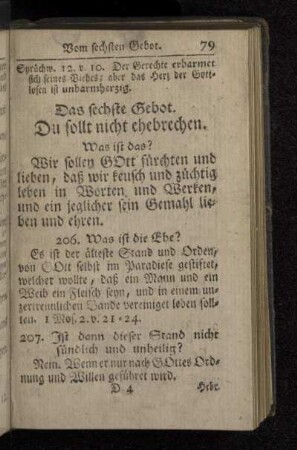 Vom sechsten Gebot. 79
Sprüchw. 12. v. 10. Der Gerechte erbarmet
sich seines Viehes: aber das Hertz der Gott-
losen ist unbarmhertzig.
Das sechste Gebot.
Du sollt nicht ehebrechen.
Was ist das?
Wir sollen GOtt fürchten und
lieben, daß wir keusch und züchtig
leben in Worten und Werken,
und ein jeglicher sein Gemahl lie-
ben und ehren.
206. Was ist die Ehe?
Es ist der älteste Stand und Orden,
von GOtt selbst im Paradiese gestiftet,
welcher wollte, daß ein Mann und ein
Weib ein Fleisch seyn, und in einem un-
zertrennlichen Bande vereiniget leben soll-
ten. 1 Mos. 2. v. 21-24.
207. Ist dann dieser Stand nicht
sündlich und unheilig?
Nein. Wenn er nur nach GOttes Ord-
nung und Willen geführet wird.
D 4 Hebr.